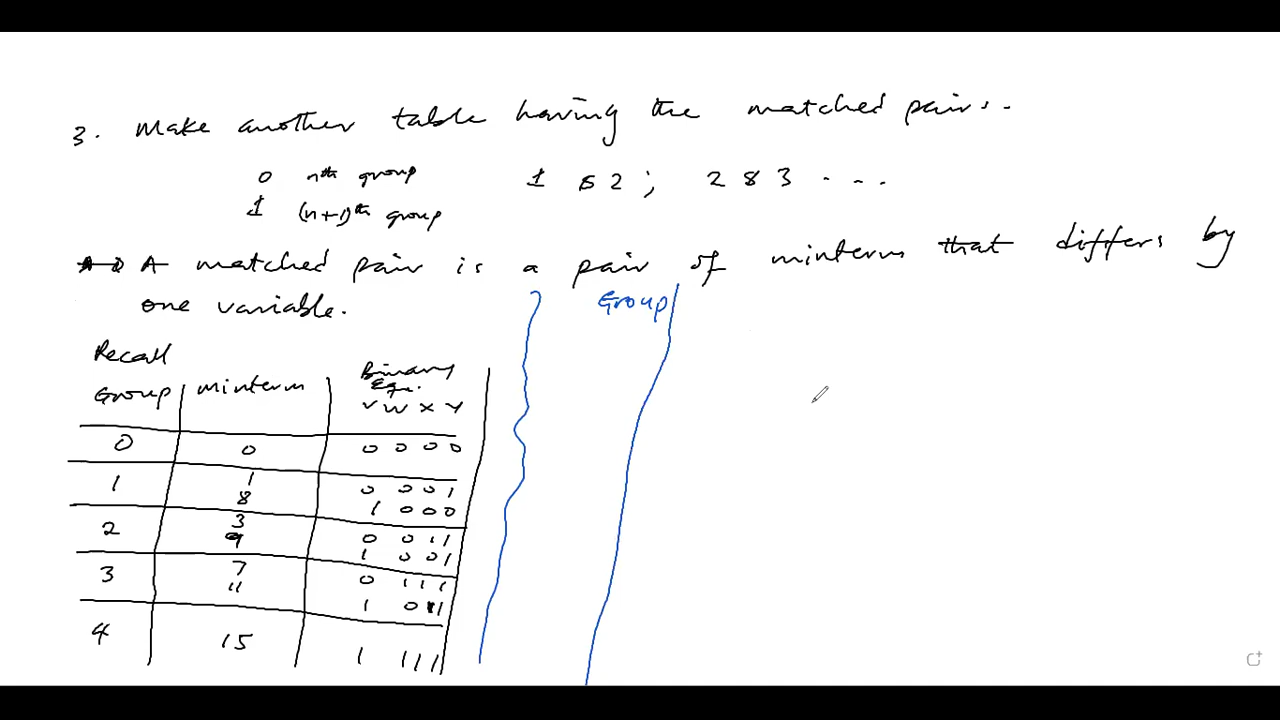 3. Make another table having the matched pairs.
0 nth group 1 & 2 ; 2 & 3 ...
1 (n+1)th group
A matched pair is a pair of minterm that differs by
one variable.
Group
Recall
Group minterm Binary Equ.
V W X Y
0 0 0 0 0 0
1 1 0 0 0 1
8 1 0 0 0
2 3 0 0 1 1
9 1 0 0 1
3 7 0 1 1 1
11 1 0 1 1
4 15 1 1 1 1